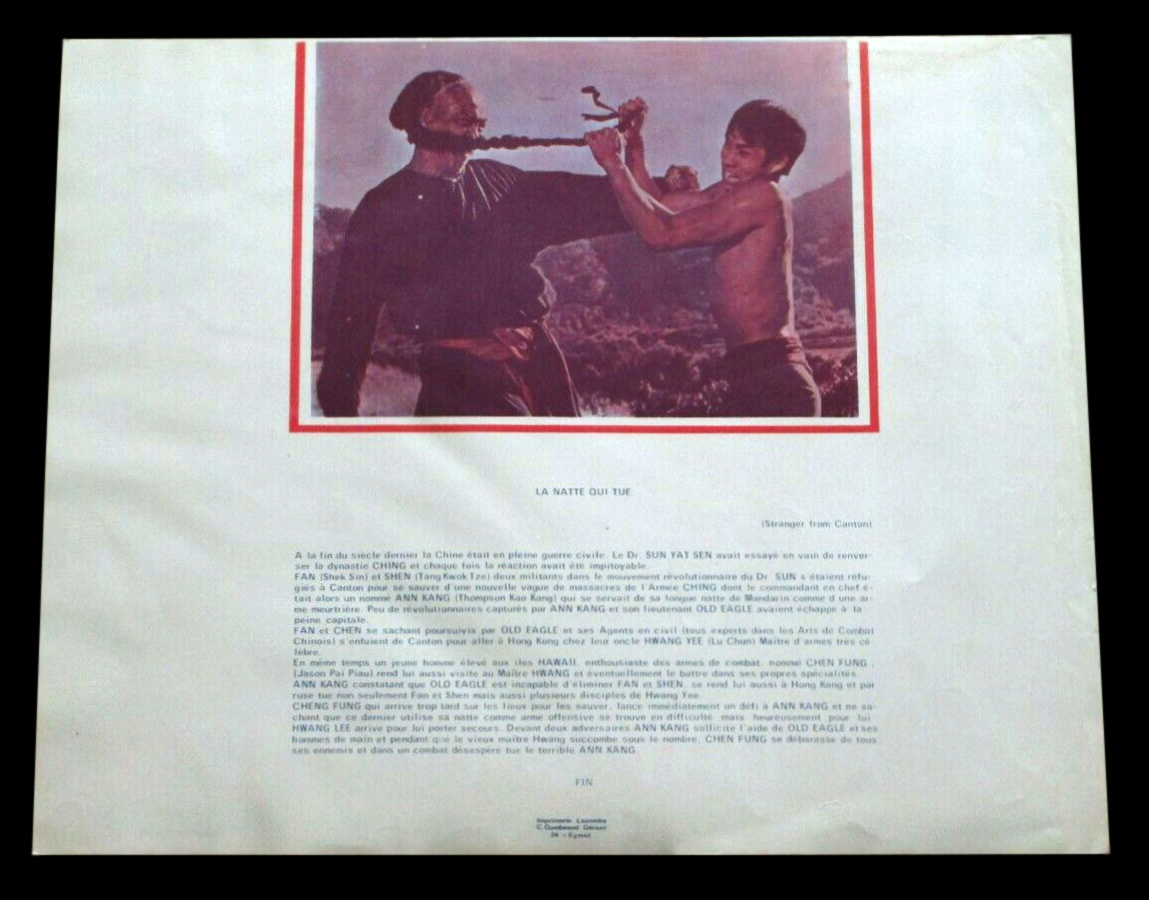 LA NATTE QUI TUE
(Stranger from Canton)
A la fin du siècle dernier la Chine était en pleine guerre civile. Le Dr. SUN YAT SEN avait essayé en vain de renver-
ser la dynastie CHING et chaque fois la réaction avait été impitoyable.
FAN (Shek Sin) et SHEN (Tang Kwok Tze) deux militants dans le mouvement révolutionnaire du Dr. SUN s'étaient réfu-
giés à Canton pour se sauver d'une nouvelle vague de massacres de l'Armée CHING dont le commandant en chef é-
tait alors un nommé ANN KANG (Thompson Kao Kang) qui se servait de sa longue natte de Mandarin comme d'une ar-
me meurtrière. Peu de révolutionnaires capturés par ANN KANG et son lieutenant OLD EAGLE avaient échappé à la
peine capitale.
FAN et CHEN se sachant poursuivis par OLD EAGLE et ses Agents en civil (tous experts dans les Arts de Combat
Chinois) s'enfuient de Canton pour aller à Hong Kong chez leur oncle HWANG YEE (Lu Chun) Maître d'armes très cé-
lèbre.
En même temps un jeune homme élevé aux îles HAWAII, enthousiaste des armes de combat, nommé CHEN FUNG,
(Jason Pai Piau) rend lui aussi visite au Maître HWANG et éventuellement le battre dans ses propres spécialités.
ANN KANG constatant que OLD EAGLE est incapable d'éliminer FAN et SHEN, se rend lui aussi à Hong Kong et par
ruse tue non seulement Fan et Shen mais aussi plusieurs disciples de Hwang Yee.
CHENG FUNG qui arrive trop tard sur les lieux pour les sauver, lance immédiatement un défi à ANN KANG et ne sa-
chant que ce dernier utilise sa natte comme arme offensive se trouve en difficulté, mais heureusement pour lui
HWANG LEE arrive pour lui porter secours. Devant deux adversaires ANN KANG sollicite l'aide de OLD EAGLE et ses
hommes de main et pendant que le vieux maître Hwang succombe sous le nombre, CHEN FUNG se débarasse de tous
ses ennemis et dans un combat désespéré tue le terrible ANN KANG.
FIN
Imprimerie
C. Gérant
24 - Eymet